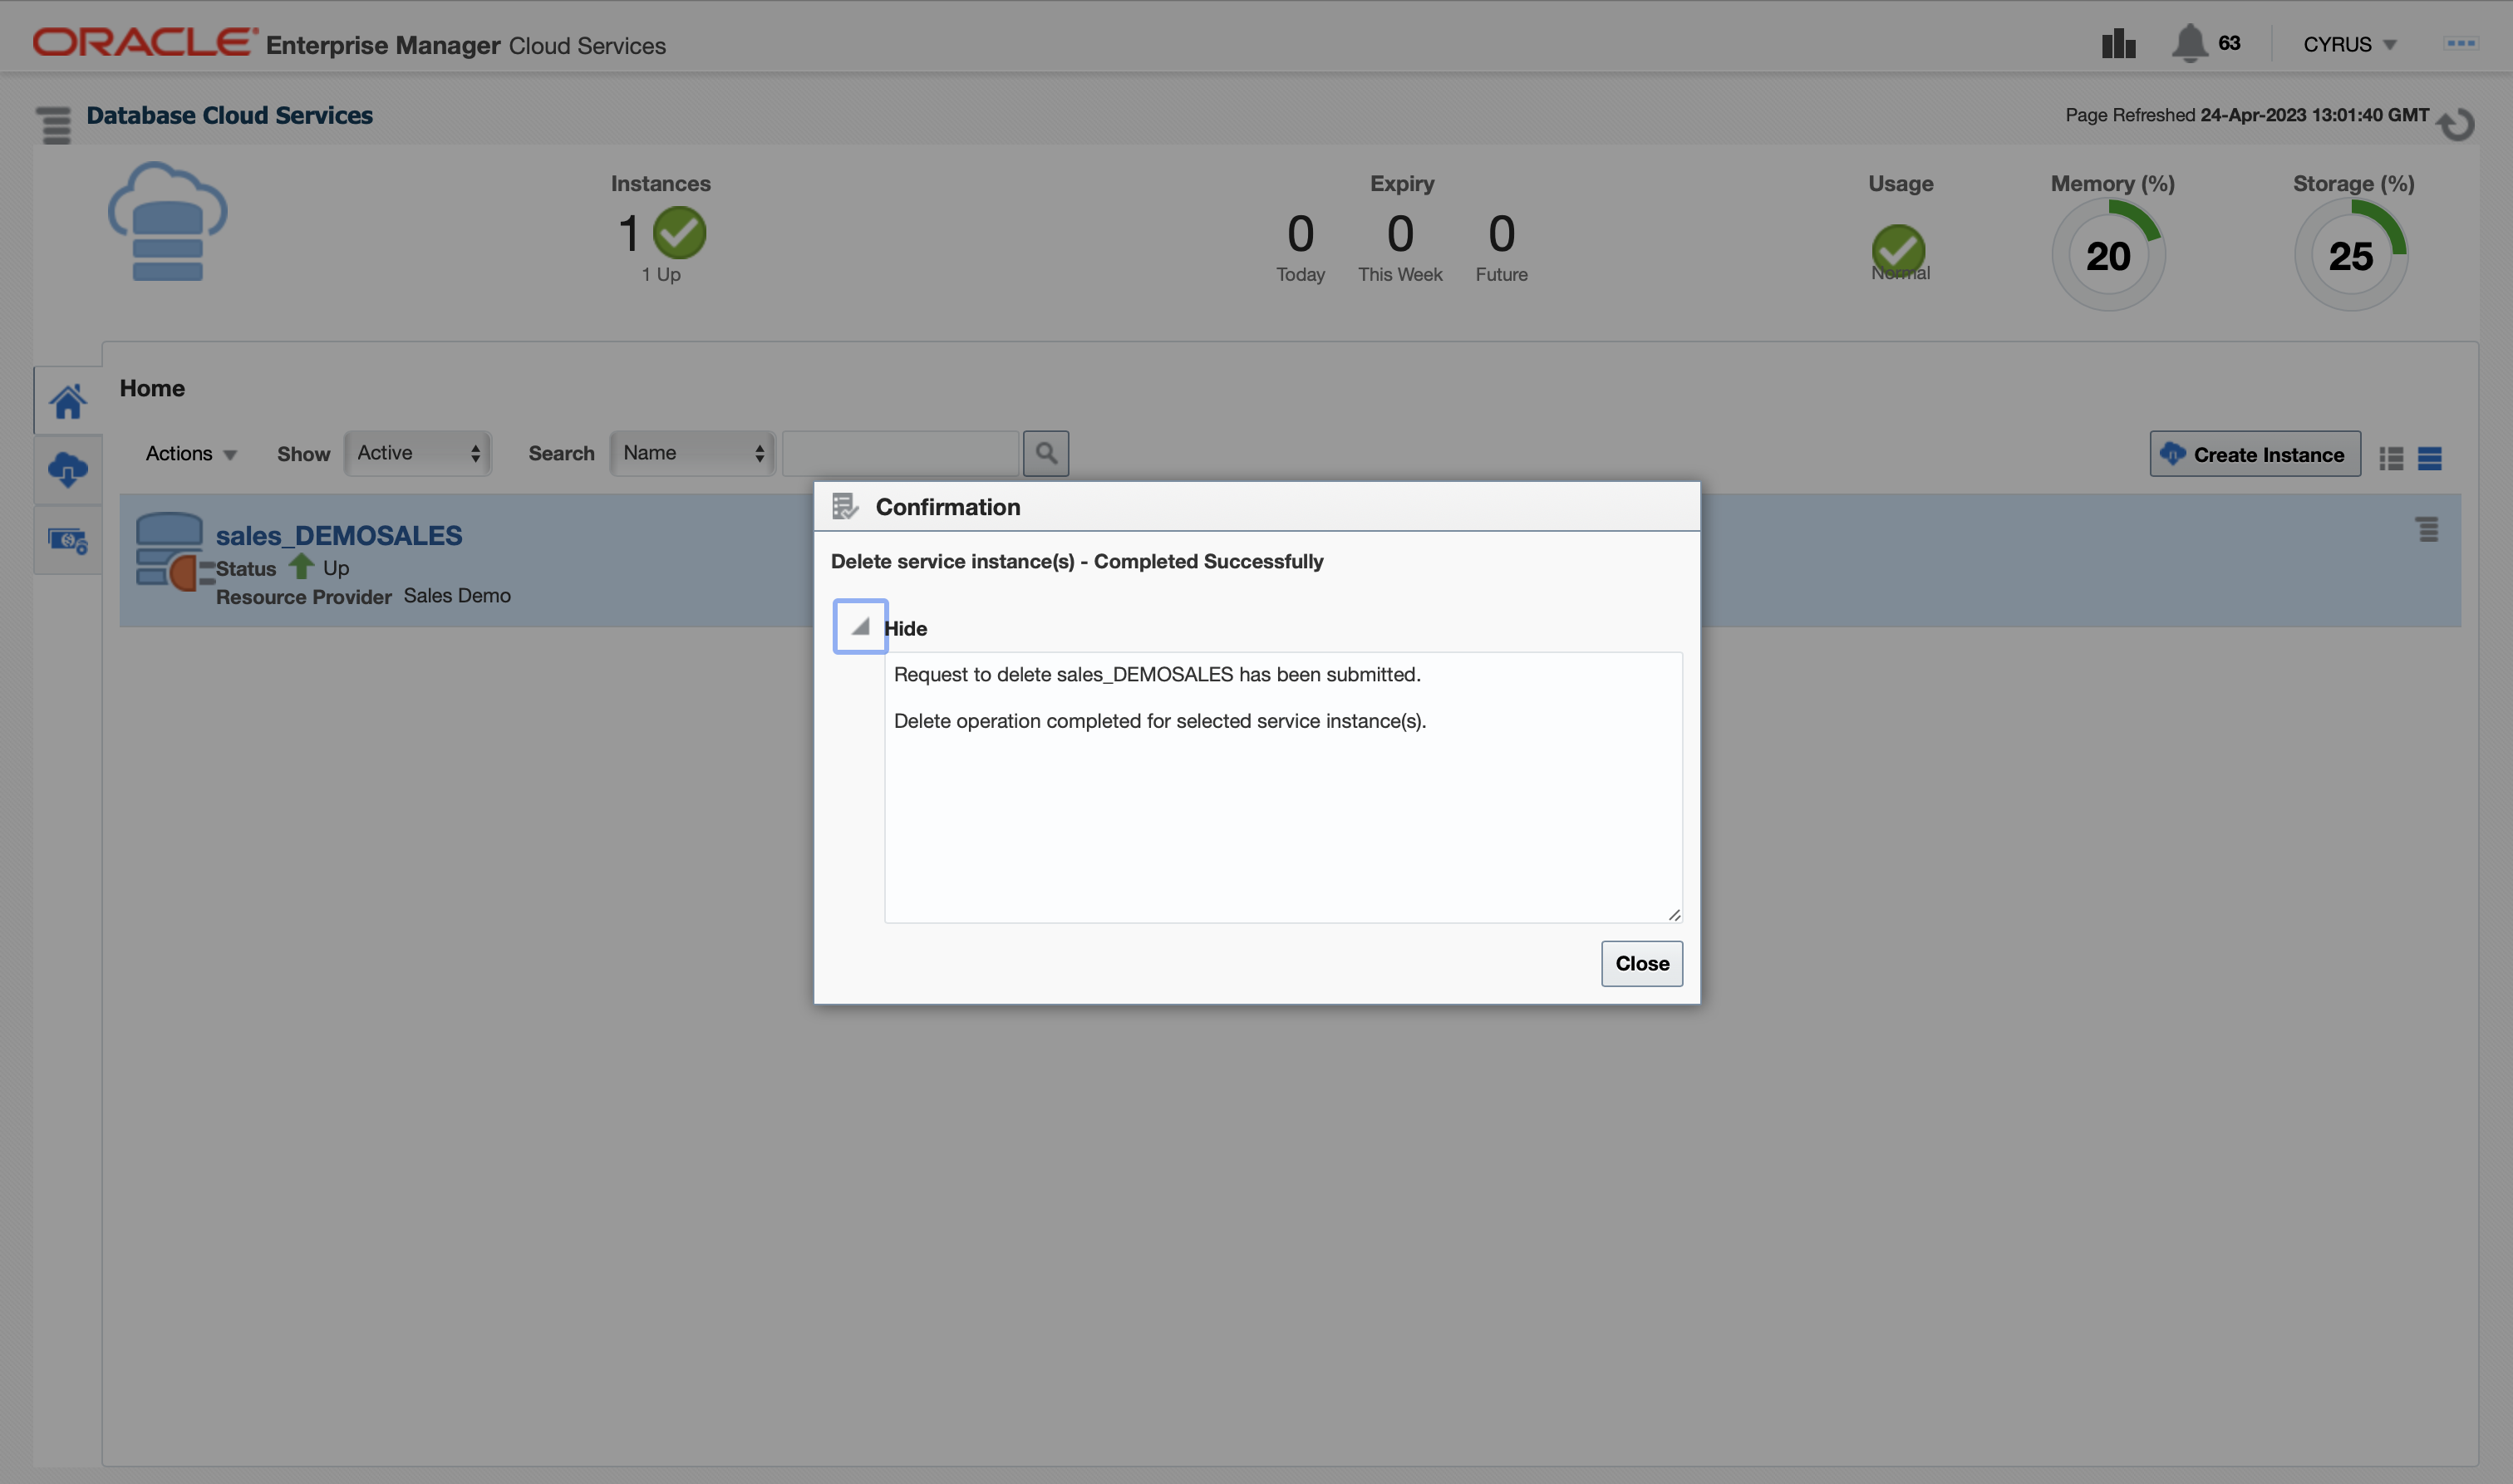 ORACLE Enterprise Manager Cloud Services
63
CYRUS
Database Cloud Services
Page Refreshed 24-Apr-2023 13:01:40 GMT
Instances
1
1 Up
Expiry
0 0 0
Today This Week Future
Usage
Normal
Memory (%)
20
Storage (%)
25
Home
Actions Show Active Search Name
Create Instance
sales_DEMOSALES
Status Up
Resource Provider Sales Demo
Confirmation
Delete service instance(s) - Completed Successfully
Hide
Request to delete sales_DEMOSALES has been submitted.
Delete operation completed for selected service instance(s).
Close